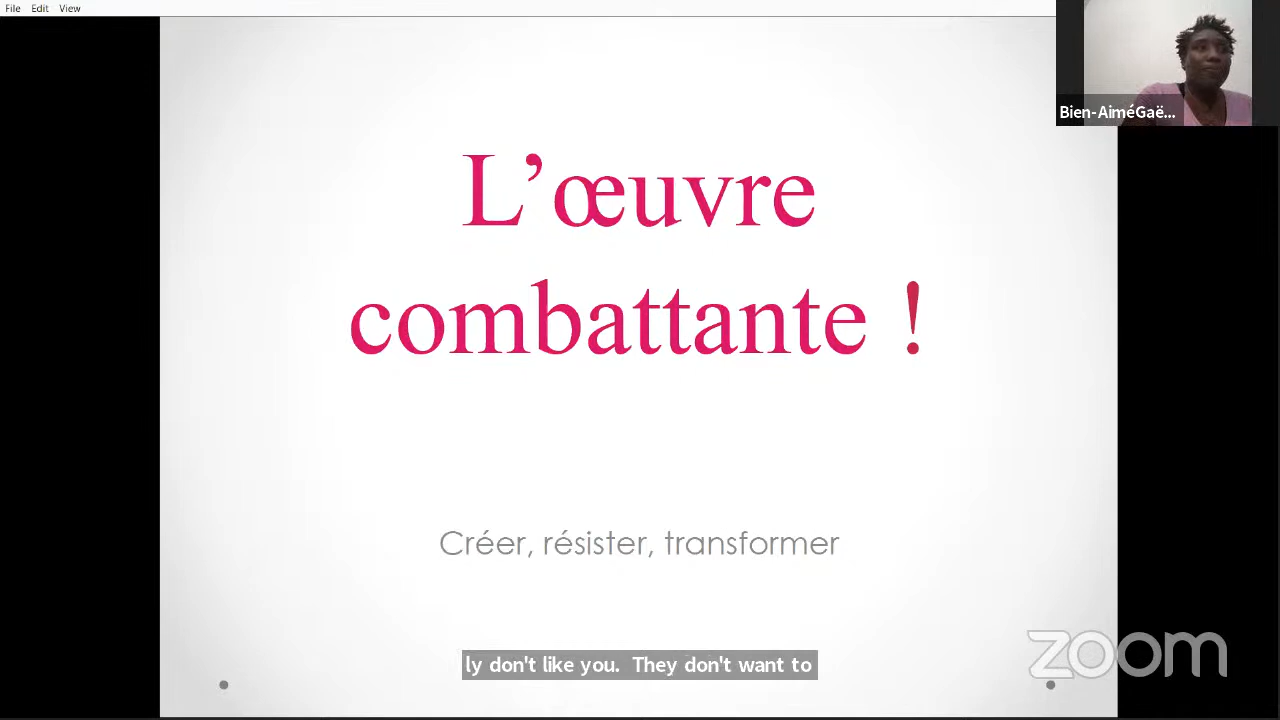 File Edit View
Bien-AiméGaë...
L’œuvre
combattante !
Créer, résister, transformer
ly don't like you. They don't want to
zoom